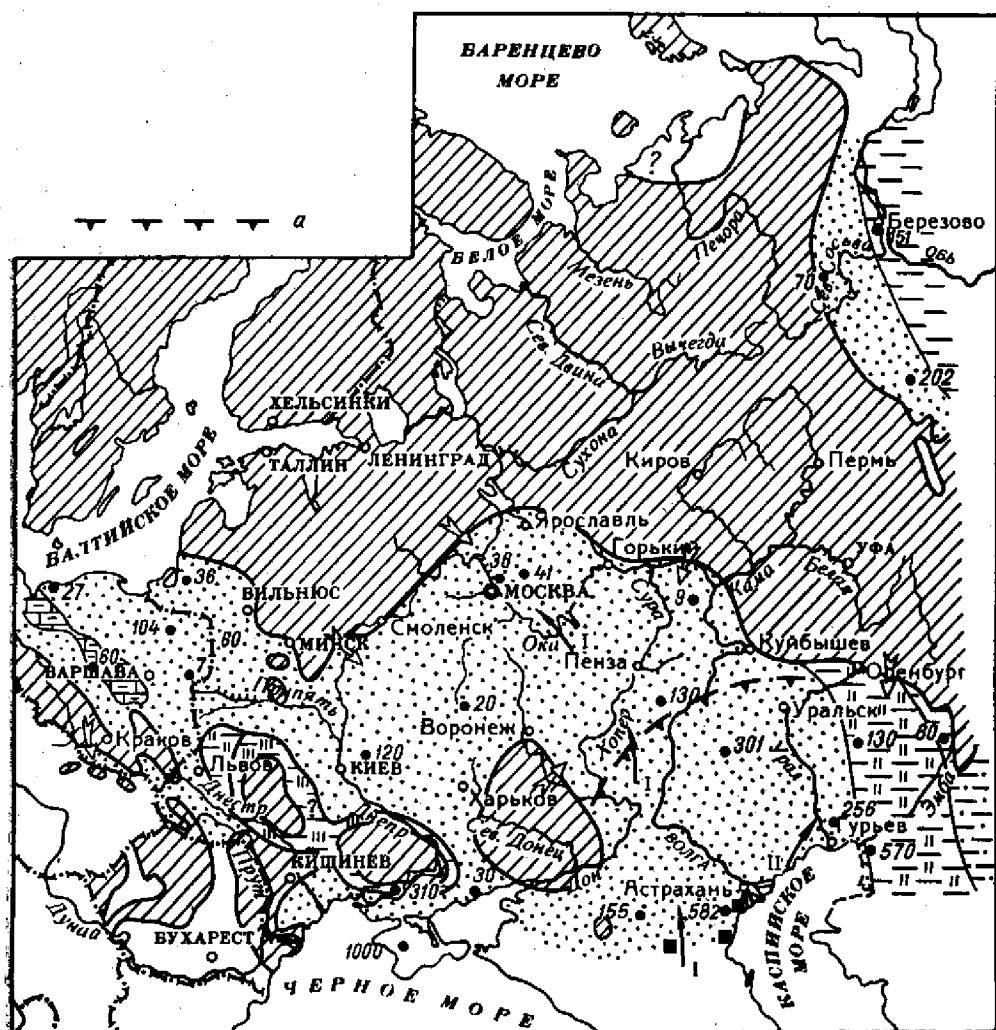 БАРЕНЦЕВО
МОРЕ
?
а
БЕЛОЕ МОРЕ
Мезень
Печора
Березово
851
Обь
Сев. Сосьва
70
Вычегда
Сев. Двина
202
ХЕЛЬСИНКИ
ТАЛЛИН
ЛЕНИНГРАД
Сухона
Киров
Пермь
БАЛТИЙСКОЕ МОРЕ
Ярославль
Горький
УФА
Белая
Кама
27
36
38
41
9
ВИЛЬНЮС
МОСКВА
Сура
104
I
60
МИНСК
Смоленск
Ока
I
Пенза
Куйбышев
60
ВАРШАВА
7
Припять
20
130
Оренбург
Уральск
Воронеж
Хопер
Краков
Львов
120
КИЕВ
301
Урал
130
80
I
Днестр
?
Харьков
256
Эмба
Гурьев
Днепр
Сев. Донец
570
КИШИНЕВ
Волга
II
Прут
310
30
Дон
Астрахань
Дунай
155
582
БУХАРЕСТ
1000
I
КАСПИЙСКОЕ
МОРЕ
ЧЕРНОЕ МОРЕ